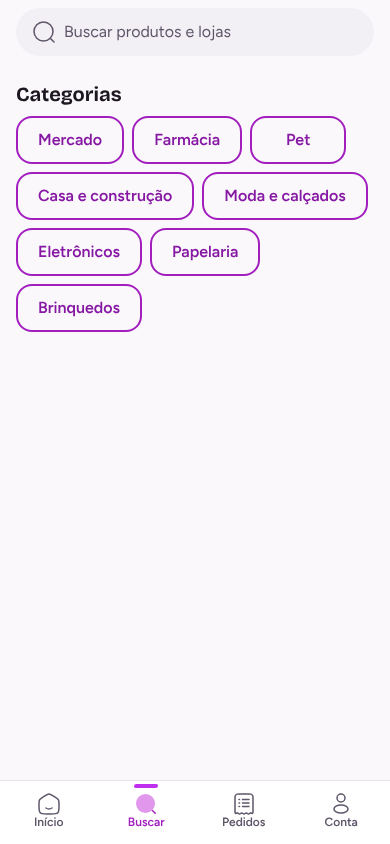 Buscar produtos e lojas
Categorias
Mercado Farmácia Pet
Casa e construção Moda e calçados
Eletrônicos Papelaria
Brinquedos
Início Buscar Pedidos Conta